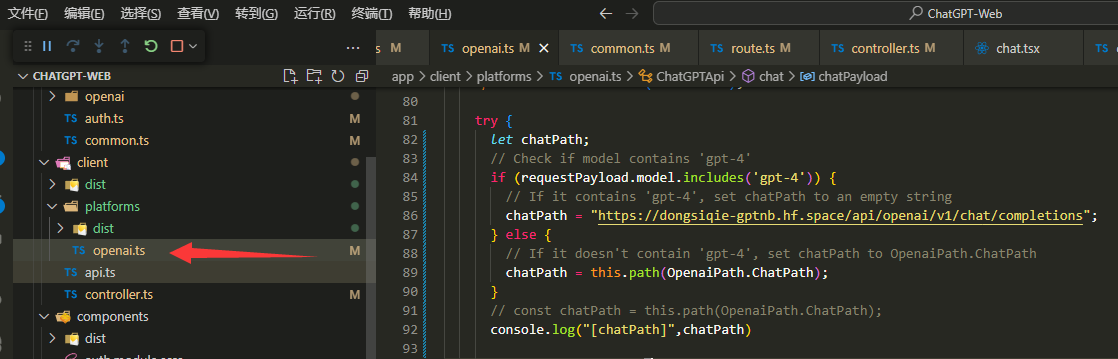 文件(F) 编辑(E) 选择(S) 查看(V) 转到(G) 运行(R) 终端(T) 帮助(H) ChatGPT-Web
openai.ts M common.ts M route.ts M controller.ts M chat.tsx
CHATGPT-WEB
app > client > platforms > TS openai.ts > ChatGPTApi > chat > chatPayload
openai
TS auth.ts M
TS common.ts M
client
dist
platforms
dist
TS openai.ts M
TS api.ts M
TS controller.ts M
components
dist
80
81 try {
82 let chatPath;
83 // Check if model contains 'gpt-4'
84 if (requestPayload.model.includes('gpt-4')) {
85 // If it contains 'gpt-4', set chatPath to an empty string
86 chatPath = "https://dongsiqie-gptnb.hf.space/api/openai/v1/chat/completions";
87 } else {
88 // If it doesn't contain 'gpt-4', set chatPath to OpenaiPath.ChatPath
89 chatPath = this.path(OpenaiPath.ChatPath);
90 }
91 // const chatPath = this.path(OpenaiPath.ChatPath);
92 console.log("[chatPath]",chatPath)
93